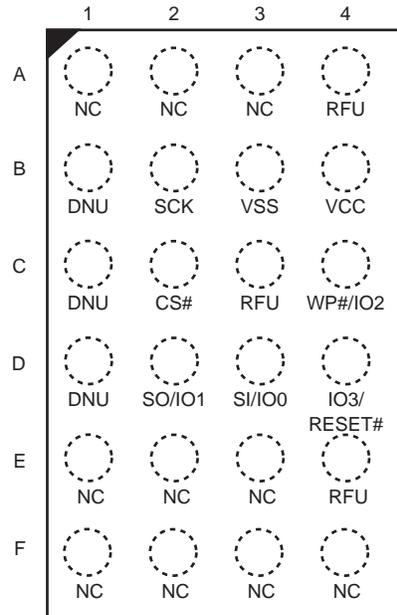 1 2 3 4
A
NC NC NC RFU
B
DNU SCK VSS VCC
C
DNU CS# RFU WP#/IO2
D
DNU SO/IO1 SI/IO0 IO3/
RESET#
E
NC NC NC RFU
F
NC NC NC NC